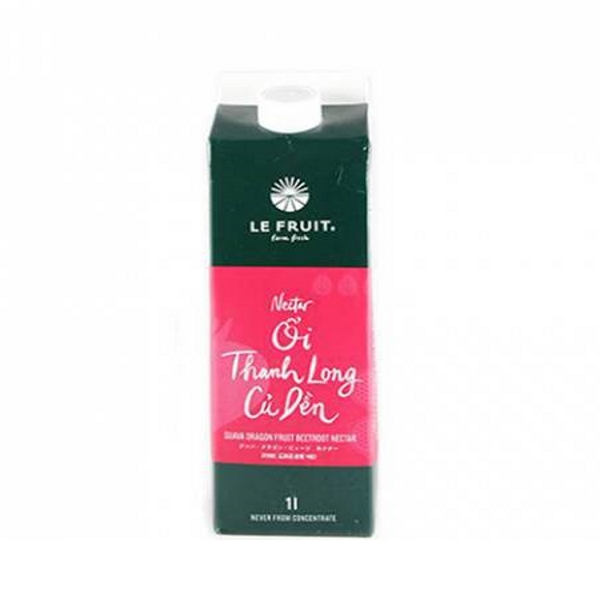 LE FRUIT®
farm fresh
Nectar
Ổi
Thanh Long
Củ Dền
GUAVA DRAGON FRUIT BEETROOT NECTAR
1l
NEVER FROM CONCENTRATE